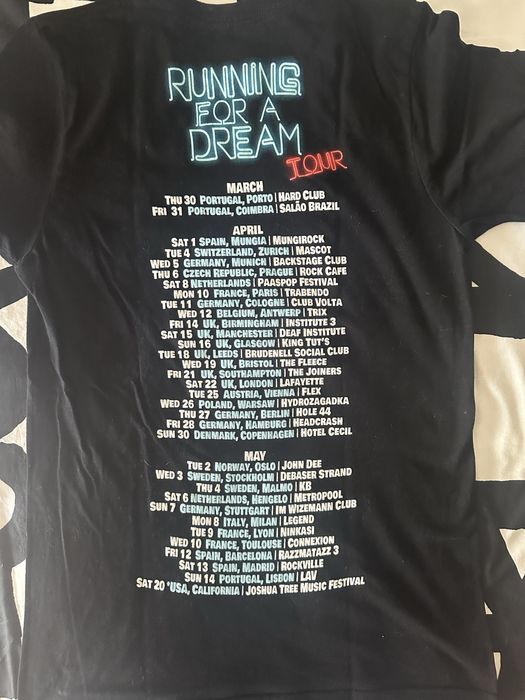 RUNNING
FOR A
DREAM
TOUR
MARCH
THU 30 PORTUGAL, PORTO | HARD CLUB
FRI 31 PORTUGAL, COIMBRA | SALÃO BRAZIL
APRIL
SAT 1 SPAIN, MUNGIA | MUNGIROCK
TUE 4 SWITZERLAND, ZURICH | MASCOT
WED 5 GERMANY, MUNICH | BACKSTAGE CLUB
THU 6 CZECH REPUBLIC, PRAGUE | ROCK CAFE
SAT 8 NETHERLANDS | PAASPOP FESTIVAL
MON 10 FRANCE, PARIS | TRABENDO
TUE 11 GERMANY, COLOGNE | CLUB VOLTA
WED 12 BELGIUM, ANTWERP | TRIX
FRI 14 UK, BIRMINGHAM | INSTITUTE 3
SAT 15 UK, MANCHESTER | DEAF INSTITUTE
SUN 16 UK, GLASGOW | KING TUT'S
TUE 18 UK, LEEDS | BRUDENELL SOCIAL CLUB
WED 19 UK, BRISTOL | THE FLEECE
FRI 21 UK, SOUTHAMPTON | THE JOINERS
SAT 22 UK, LONDON | LAFAYETTE
TUE 25 AUSTRIA, VIENNA | FLEX
WED 26 POLAND, WARSAW | HYDROZAGADKA
THU 27 GERMANY, BERLIN | HOLE 44
FRI 28 GERMANY, HAMBURG | HEADCRASH
SUN 30 DENMARK, COPENHAGEN | HOTEL CECIL
MAY
TUE 2 NORWAY, OSLO | JOHN DEE
WED 3 SWEDEN, STOCKHOLM | DEBASER STRAND
THU 4 SWEDEN, MALMO | KB
SAT 6 NETHERLANDS, HENGELO | METROPOOL
SUN 7 GERMANY, STUTTGART | IM WIZEMANN CLUB
MON 8 ITALY, MILAN | LEGEND
TUE 9 FRANCE, LYON | NINKASI
WED 10 FRANCE, TOULOUSE | CONNEXION
FRI 12 SPAIN, BARCELONA | RAZZMATAZZ 3
SAT 13 SPAIN, MADRID | ROCKVILLE
SUN 14 PORTUGAL, LISBON | LAV
SAT 20 *USA, CALIFORNIA | JOSHUA TREE MUSIC FESTIVAL